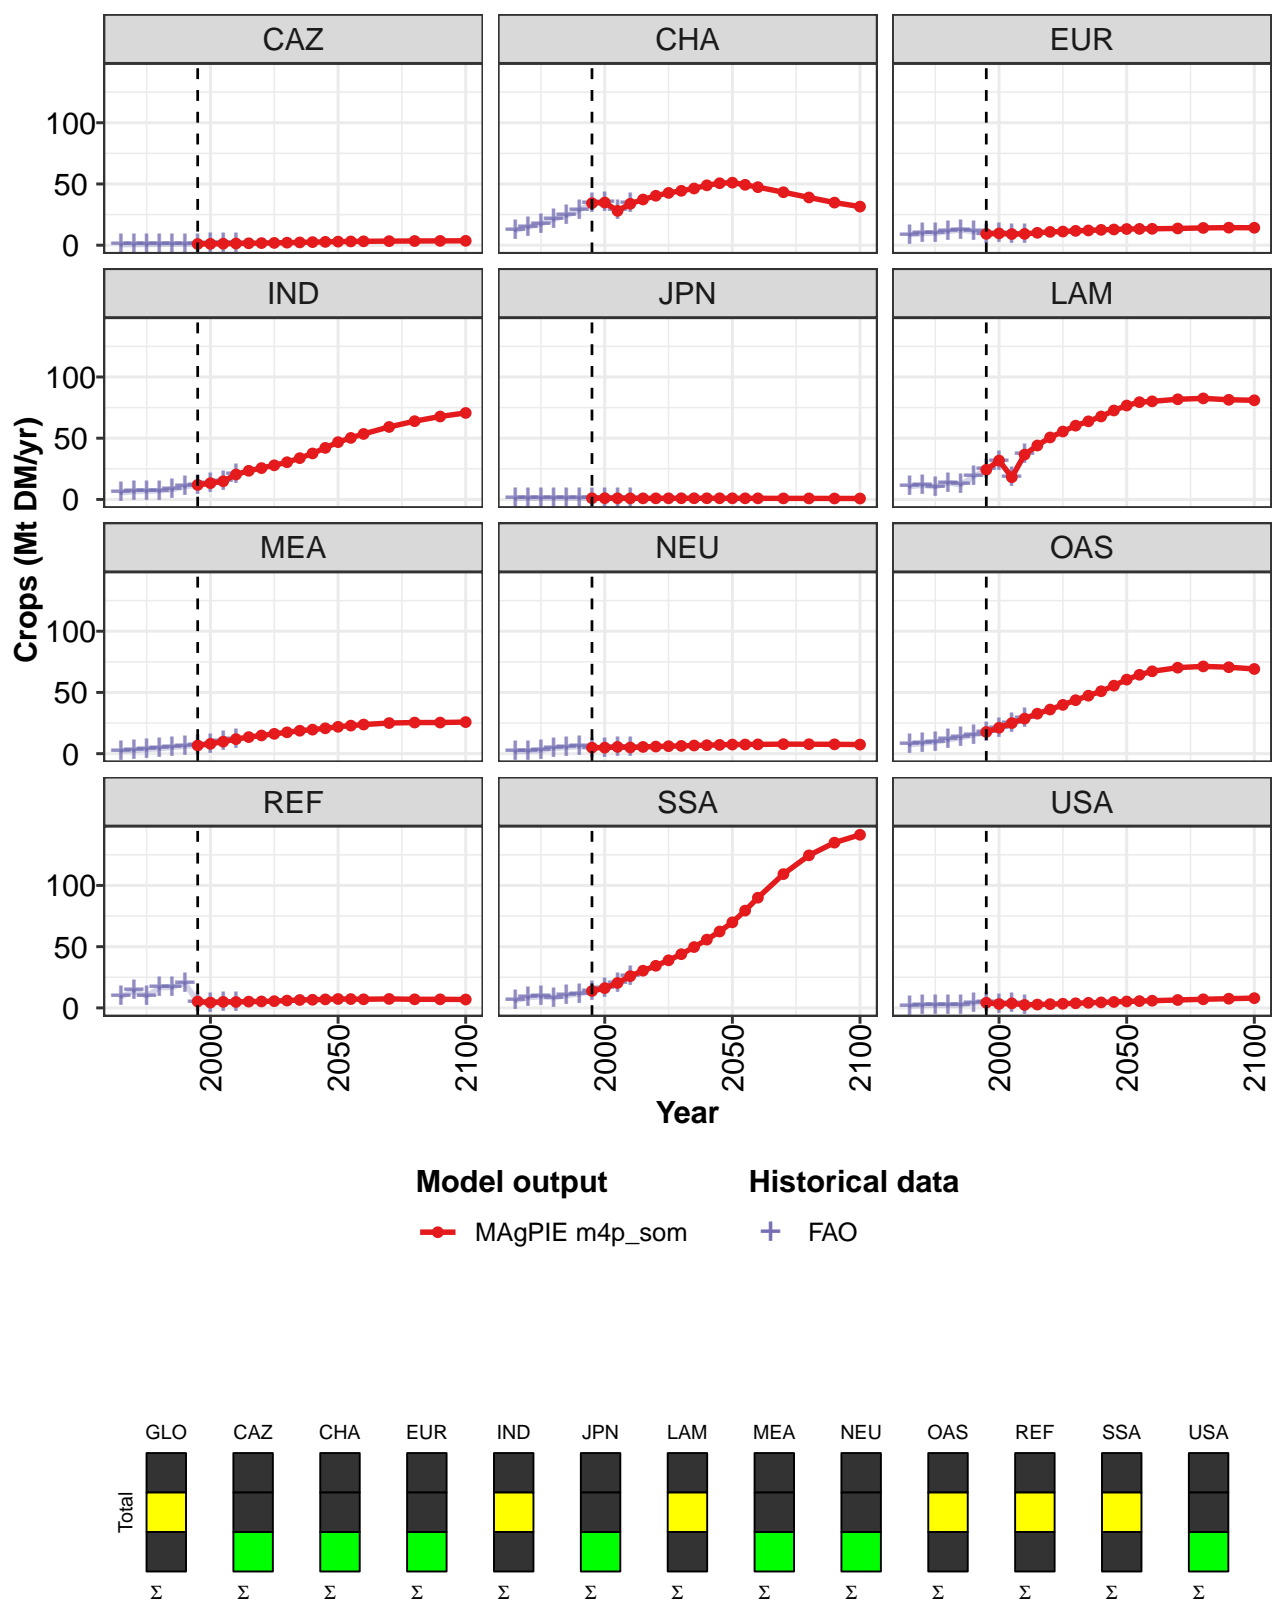 CAZ CHA EUR
100
50
0
IND JPN LAM
100
50
0
MEA NEU OAS
100
50
0
REF SSA USA
100
50
0
Crops (Mt DM/yr)
2000 2050 2100 2000 2050 2100 2000 2050 2100
Year
Model output Historical data
MAgPIE m4p_som FAO
GLO CAZ CHA EUR IND JPN LAM MEA NEU OAS REF SSA USA
Total
Σ Σ Σ Σ Σ Σ Σ Σ Σ Σ Σ Σ Σ